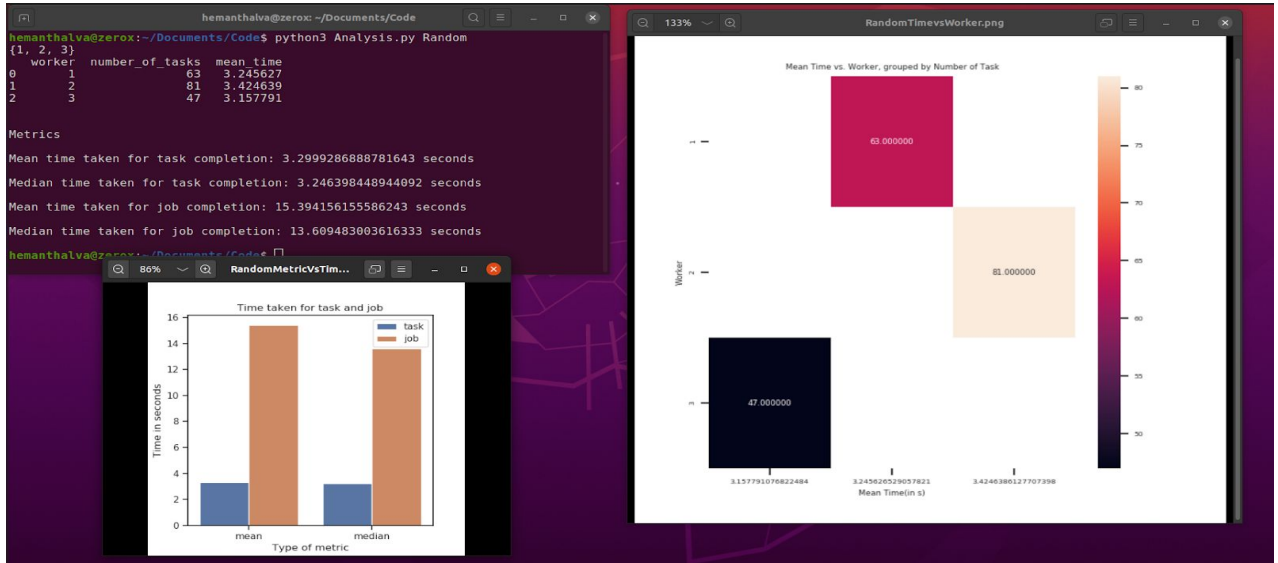 hemanthalva@zerox: ~/Documents/Code
hemanthalva@zerox:~/Documents/Code$ python3 Analysis.py Random
{1, 2, 3}
worker number_of_tasks mean_time
0 1 63 3.245627
1 2 81 3.424639
2 3 47 3.157791
Metrics
Mean time taken for task completion: 3.2999286888781643 seconds
Median time taken for task completion: 3.246398448944092 seconds
Mean time taken for job completion: 15.394156155586243 seconds
Median time taken for job completion: 13.609483003616333 seconds
hemanthalva@zerox:~/Documents/Code$
86% RandomMetricVsTim...
Time taken for task and job
task
job
16
14
12
10
8
6
4
2
0
Time in seconds
mean median
Type of metric
133% RandomTimevsWorker.png
Mean Time vs. Worker, grouped by Number of Task
1
63.000000
Worker
2
81.000000
3
47.000000
3.157791076822484 3.245626529057821 3.4246386127707398
Mean Time(in s)
80
75
70
65
60
55
50